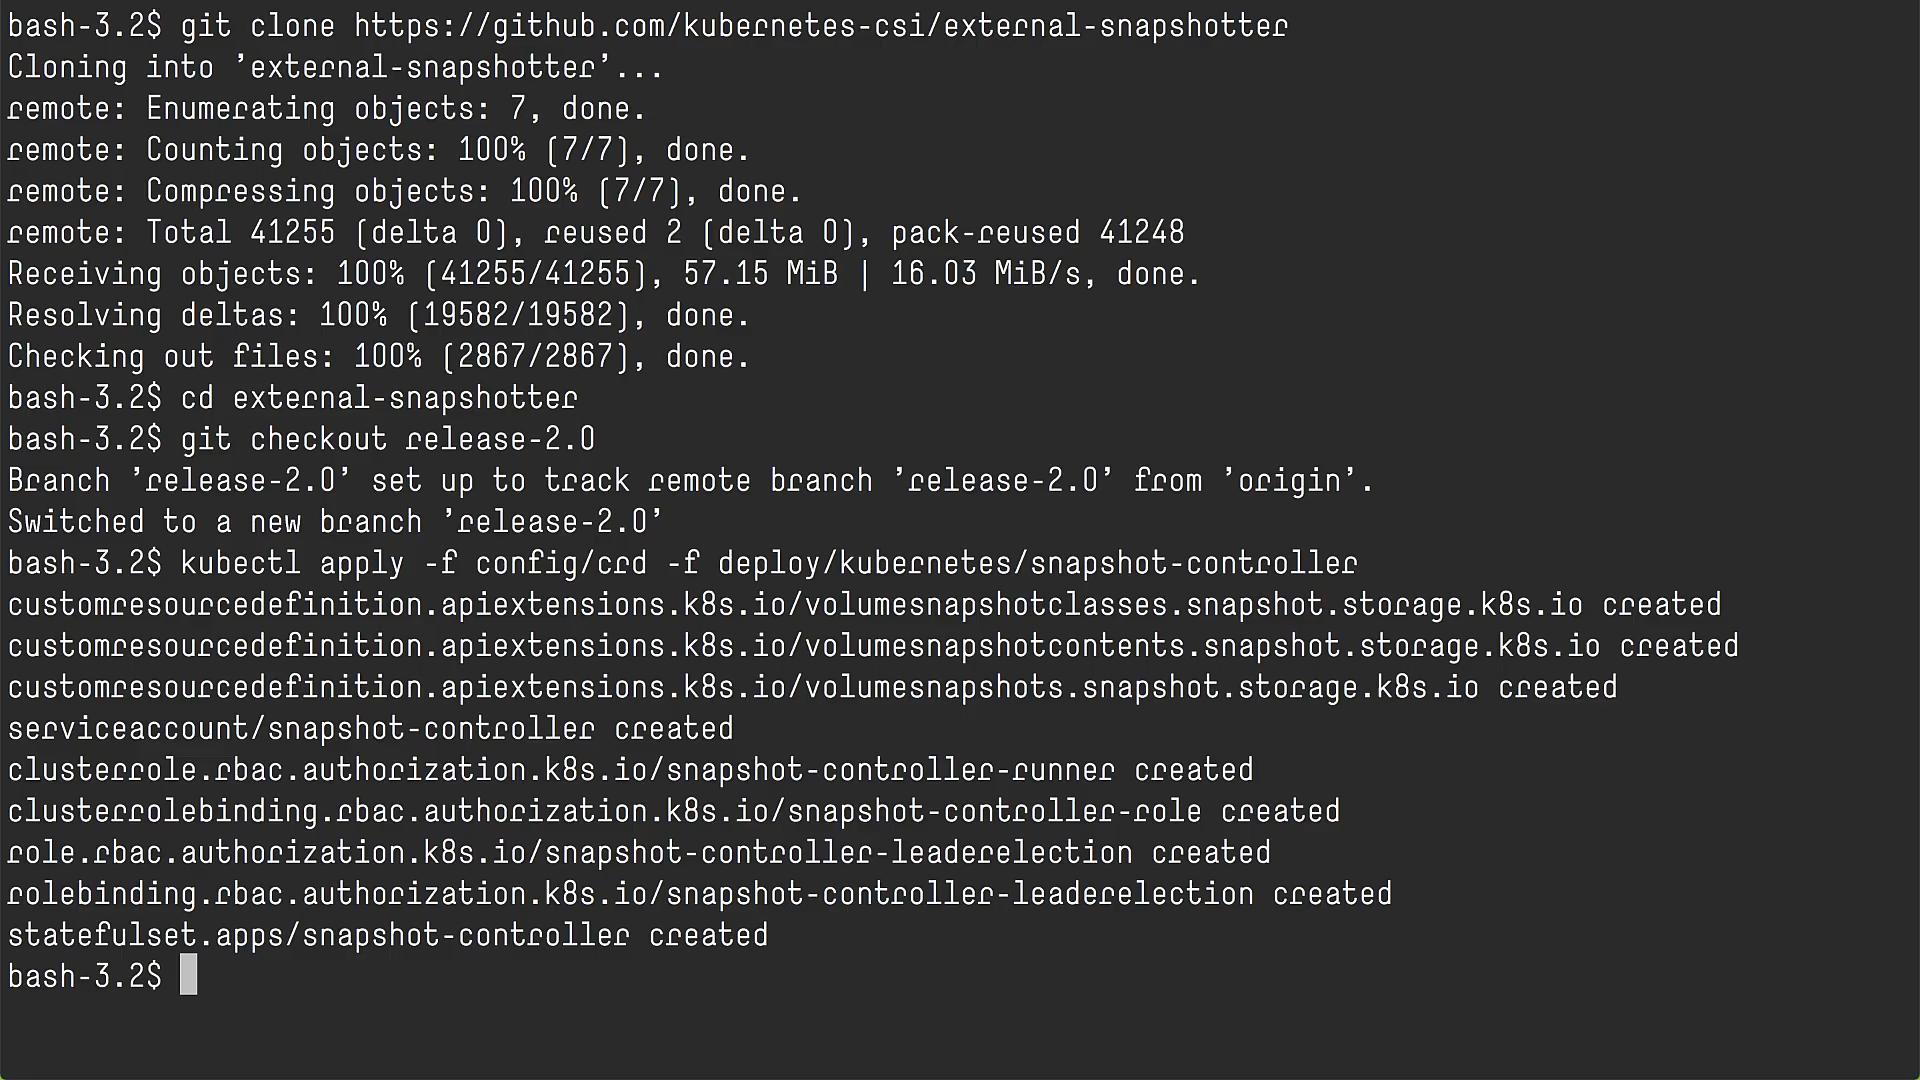 bash-3.2$ git clone https://github.com/kubernetes-csi/external-snapshotter
Cloning into 'external-snapshotter'...
remote: Enumerating objects: 7, done.
remote: Counting objects: 100% (7/7), done.
remote: Compressing objects: 100% (7/7), done.
remote: Total 41255 (delta 0), reused 2 (delta 0), pack-reused 41248
Receiving objects: 100% (41255/41255), 57.15 MiB | 16.03 MiB/s, done.
Resolving deltas: 100% (19582/19582), done.
Checking out files: 100% (2867/2867), done.
bash-3.2$ cd external-snapshotter
bash-3.2$ git checkout release-2.0
Branch 'release-2.0' set up to track remote branch 'release-2.0' from 'origin'.
Switched to a new branch 'release-2.0'
bash-3.2$ kubectl apply -f config/crd -f deploy/kubernetes/snapshot-controller
customresourcedefinition.apiextensions.k8s.io/volumesnapshotclasses.snapshot.storage.k8s.io created
customresourcedefinition.apiextensions.k8s.io/volumesnapshotcontents.snapshot.storage.k8s.io created
customresourcedefinition.apiextensions.k8s.io/volumesnapshots.snapshot.storage.k8s.io created
serviceaccount/snapshot-controller created
clusterrole.rbac.authorization.k8s.io/snapshot-controller-runner created
clusterrolebinding.rbac.authorization.k8s.io/snapshot-controller-role created
role.rbac.authorization.k8s.io/snapshot-controller-leaderelection created
rolebinding.rbac.authorization.k8s.io/snapshot-controller-leaderelection created
statefulset.apps/snapshot-controller created
bash-3.2$